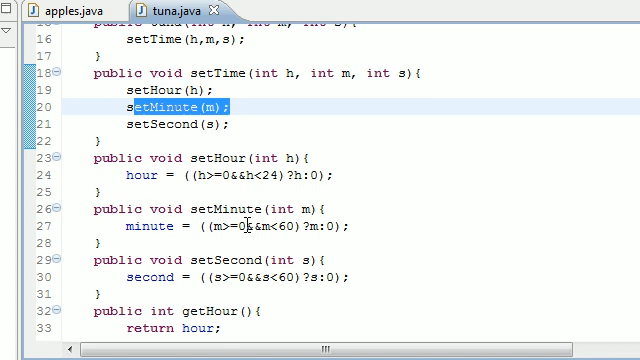 apples.java
tuna.java
16 setTime(h,m,s);
17 }
18 public void setTime(int h, int m, int s){
19 setHour(h);
20 setMinute(m);
21 setSecond(s);
22 }
23 public void setHour(int h){
24 hour = ((h>=0&&h<24)?h:0);
25 }
26 public void setMinute(int m){
27 minute = ((m>=0&&m<60)?m:0);
28 }
29 public void setSecond(int s){
30 second = ((s>=0&&s<60)?s:0);
31 }
32 public int getHour(){
33 return hour;